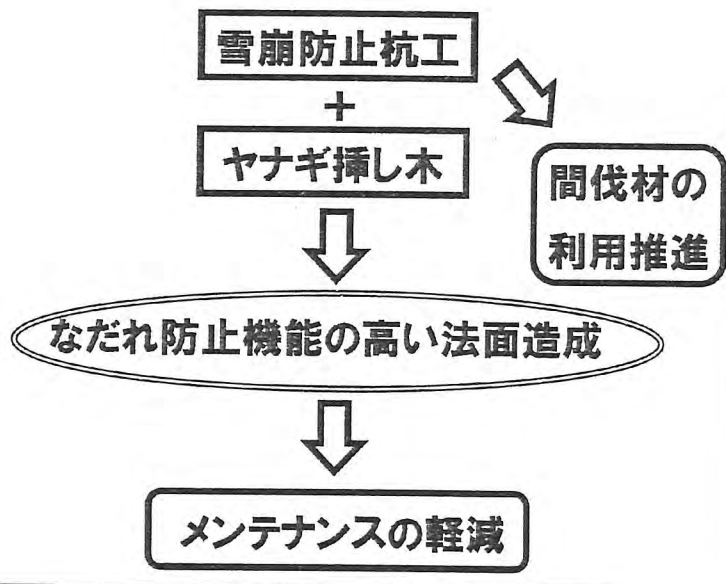 雪崩防止杭工
+
ヤナギ挿し木
間伐材の
利用推進
なだれ防止機能の高い法面造成
メンテナンスの軽減